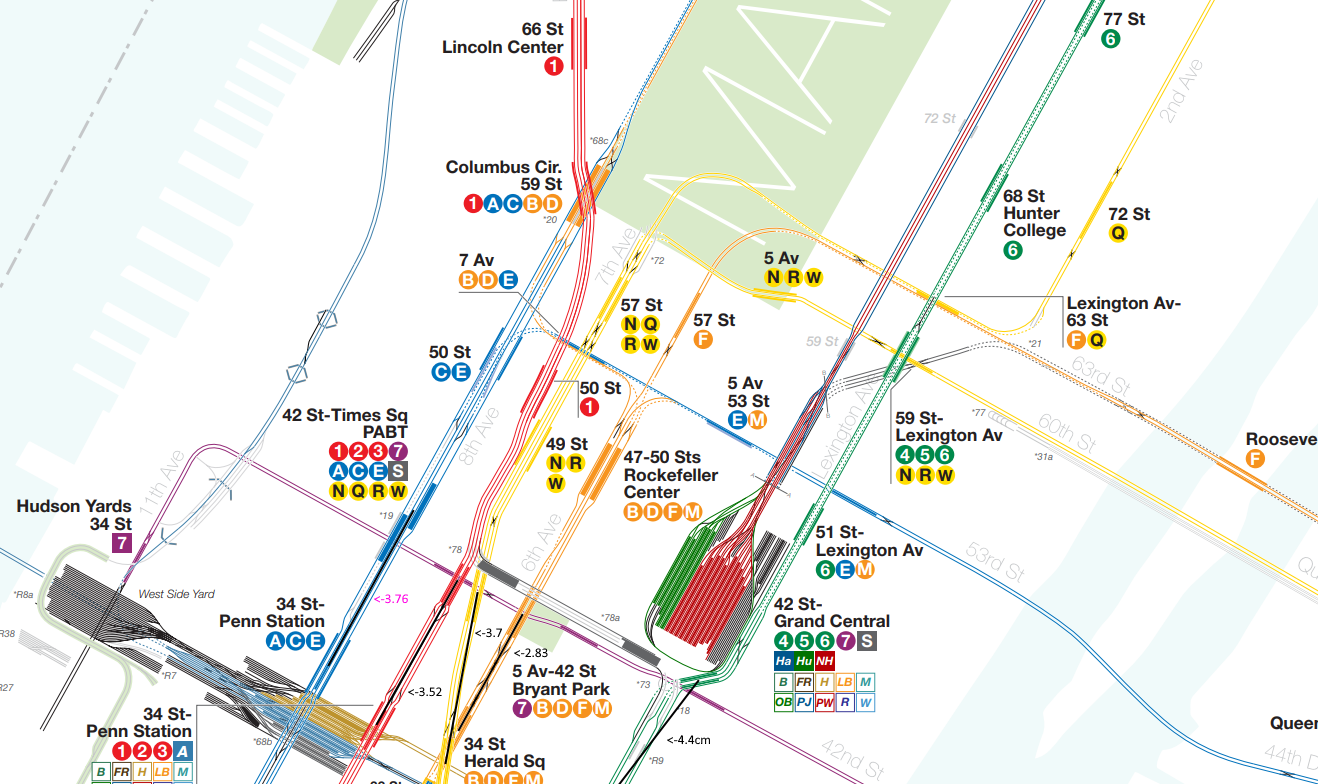 66 St
Lincoln Center
1
77 St
6
2nd Ave
72 St
*68c
Columbus Cir.
59 St
1 A C B D
*20
68 St
Hunter
College
6
72 St
Q
7th Ave
*72
7 Av
B D E
5 Av
N R W
57 St
N Q
R W
57 St
F
Lexington Av-
63 St
F Q
59 St
*21
50 St
C E
63rd St
50 St
1
5 Av
53 St
E M
Lexington Av
42 St-Times Sq
PABT
1 2 3 7
A C E S
N Q R W
8th Ave
59 St-
Lexington Av
4 5 6
N R W
*77
60th St
*31a
Rooseve
F
49 St
N R
W
47-50 Sts
Rockefeller
Center
B D F M
11th Ave
Hudson Yards
34 St
7
*19
6th Ave
*78
51 St-
Lexington Av
6 E M
53rd St
Qu
*R8a
West Side Yard
<-3.76
34 St-
Penn Station
A C E
*78a
42 St-
Grand Central
4 5 6 7 S
Ha Hu NH
B FR H LB M
OB PJ PW R W
R38
<-3.7
<-2.83
5 Av-42 St
Bryant Park
7 B D F M
*R7
R27
<-3.52
*73
18
34 St-
Penn Station
1 2 3 A
B FR H LB M
*68b
34 St
Herald Sq
B D F M
<-4.4cm
*R9
42nd St
Queen
44th D